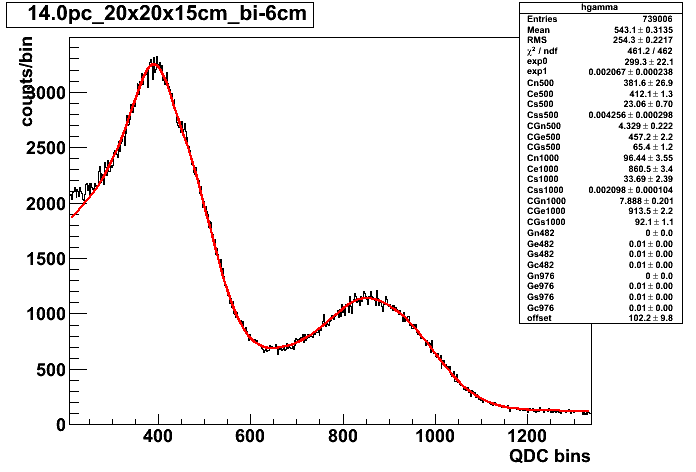 14.0pc_20x20x15cm_bi-6cm
hgamma
Entries 739006
Mean 543.1 ± 0.3135
RMS 254.3 ± 0.2217
χ² / ndf 461.2 / 462
exp0 299.3 ± 22.1
exp1 0.002067 ± 0.000238
Cn500 381.6 ± 26.9
Ce500 412.1 ± 1.3
Cs500 23.06 ± 0.70
Css500 0.004256 ± 0.000298
CGn500 4.329 ± 0.222
CGe500 457.2 ± 2.2
CGs500 65.4 ± 1.2
Cn1000 96.44 ± 3.55
Ce1000 860.5 ± 3.4
Cs1000 33.69 ± 2.39
Css1000 0.002098 ± 0.000104
CGn1000 7.888 ± 0.201
CGe1000 913.5 ± 2.2
CGs1000 92.1 ± 1.1
Gn482 0 ± 0.0
Ge482 0.01 ± 0.00
Gs482 0.01 ± 0.00
Gc482 0.01 ± 0.00
Gn976 0 ± 0.0
Ge976 0.01 ± 0.00
Gs976 0.01 ± 0.00
Gc976 0.01 ± 0.00
offset 102.2 ± 9.8
counts/bin
3000
2500
2000
1500
1000
500
0
400 600 800 1000 1200
QDC bins